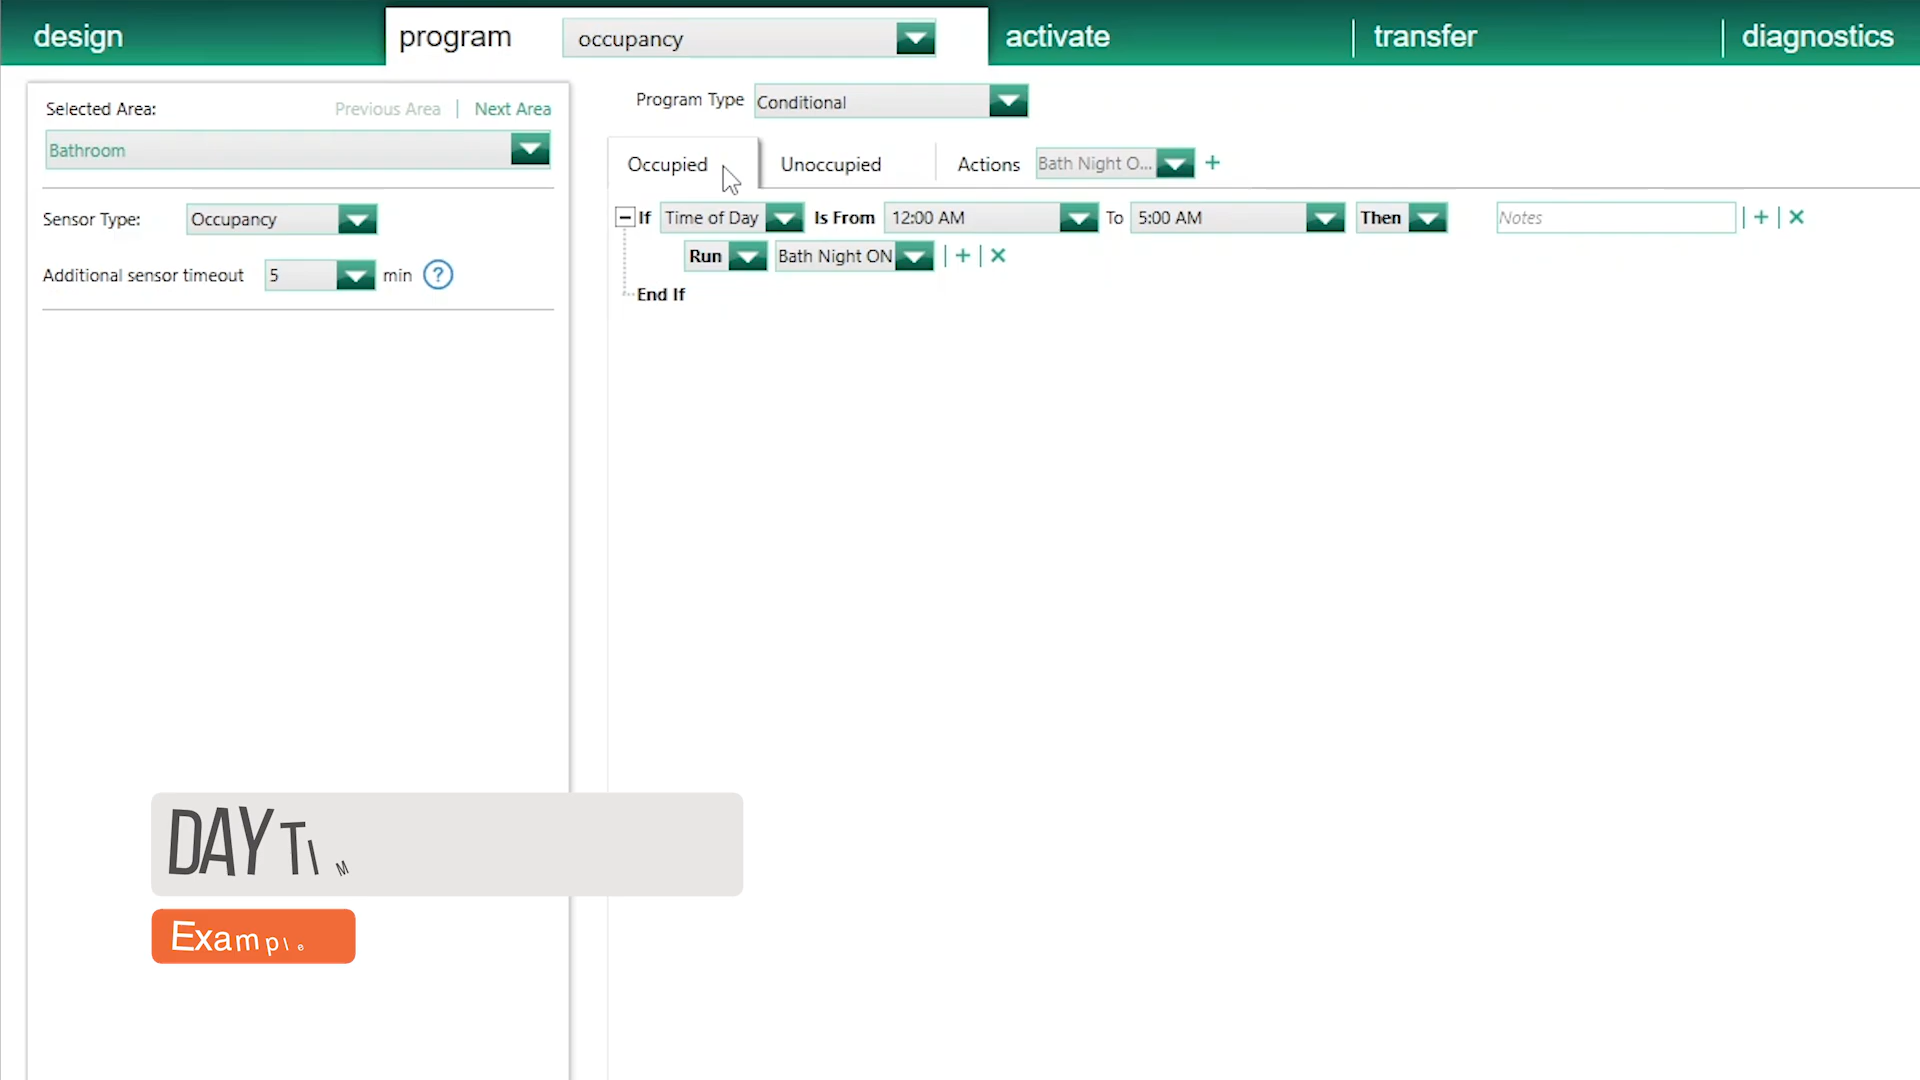 design
program
occupancy
activate
transfer
diagnostics
Selected Area:
Previous Area | Next Area
Bathroom
Sensor Type: Occupancy
Additional sensor timeout 5 min ?
Program Type Conditional
Occupied
Unoccupied
Actions
Bath Night O...
If Time of Day Is From 12:00 AM To 5:00 AM Then Notes
Run Bath Night ON
End If
DAYTIM
Example